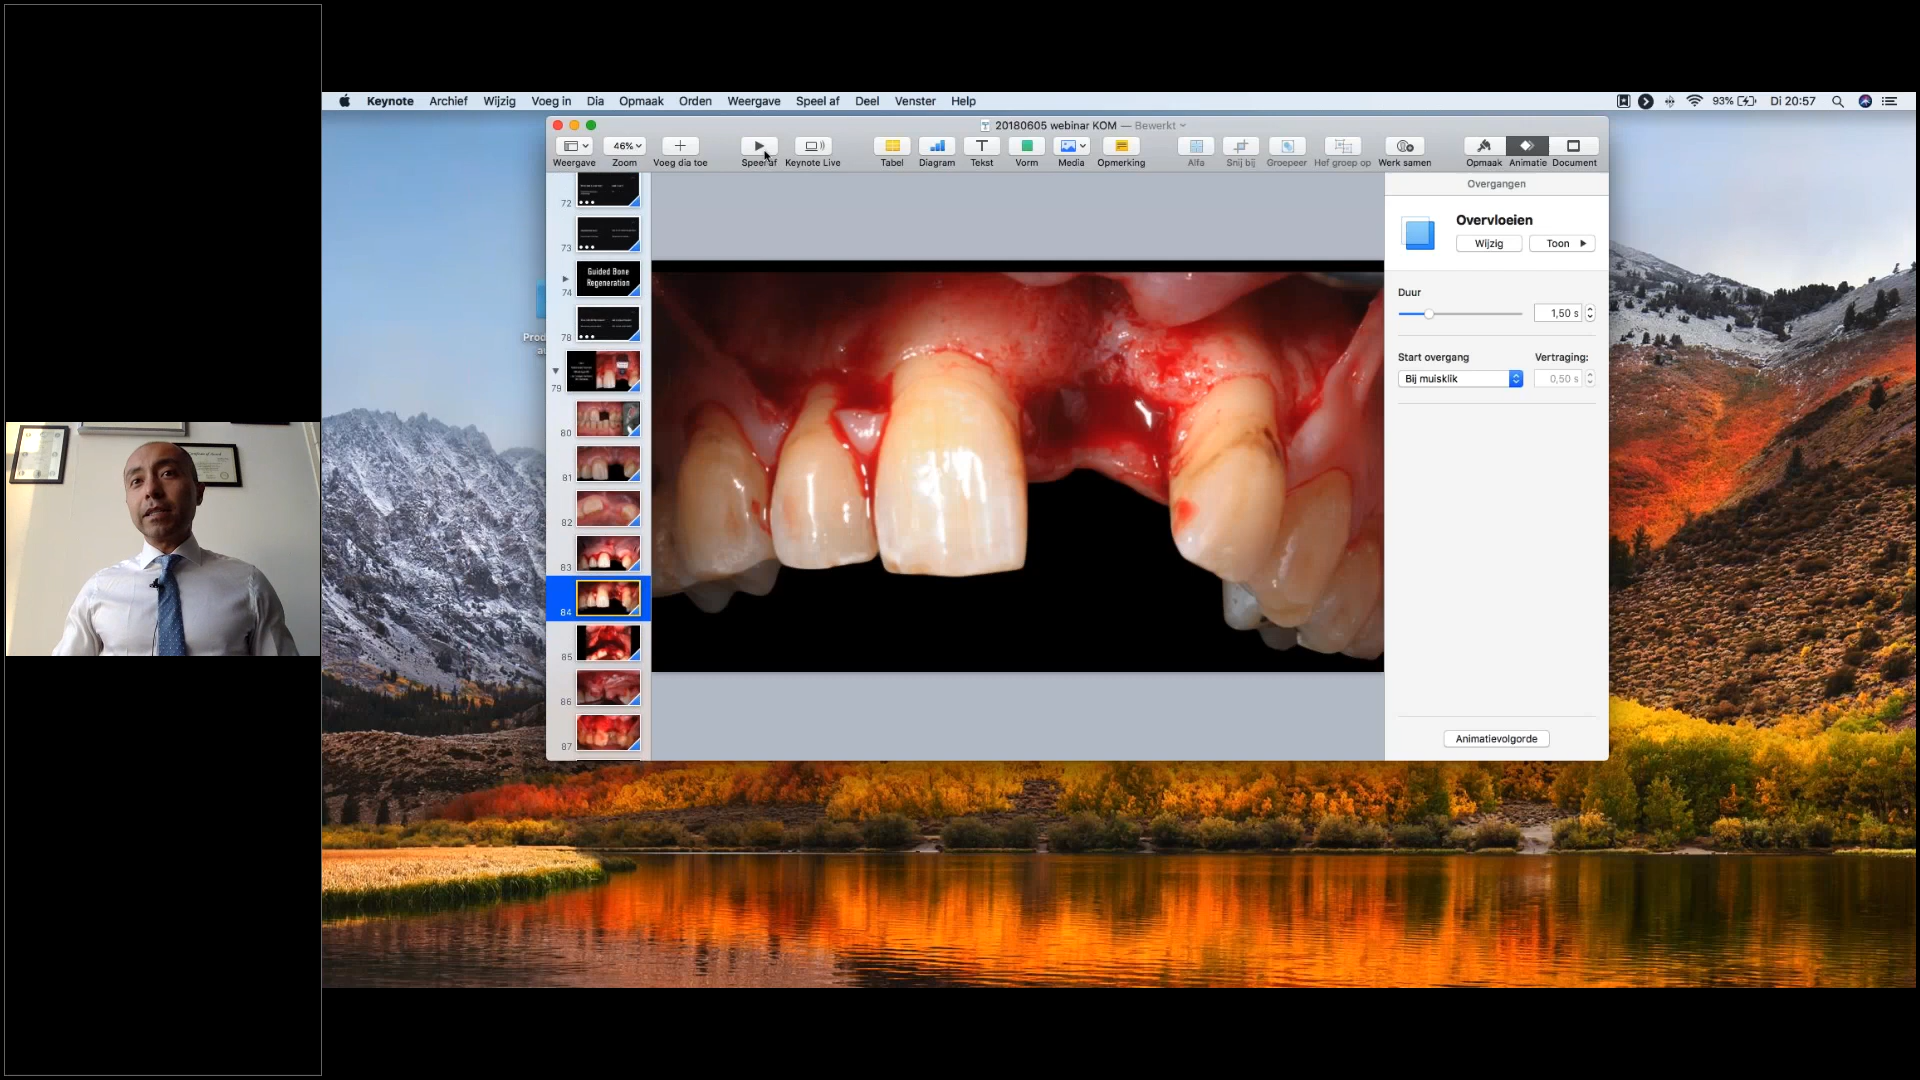 Keynote Archief Wijzig Voeg in Dia Opmaak Orden Weergave Speel af Deel Venster Help
93% Di 20:57
20180605 webinar KOM — Bewerkt
46%
Weergave Zoom Voeg dia toe Speel af Keynote Live Tabel Diagram Tekst Vorm Media Opmerking Alfa Snij bij Groepeer Hef groep op Werk samen Opmaak Animatie Document
72
73
Guided Bone
Regeneration
74
78
79
80
81
82
83
84
85
86
87
Prod
Overgangen
Overvloeien
Wijzig Toon
Duur
1,50 s
Start overgang Vertraging:
Bij muisklik 0,50 s
Animatievolgorde